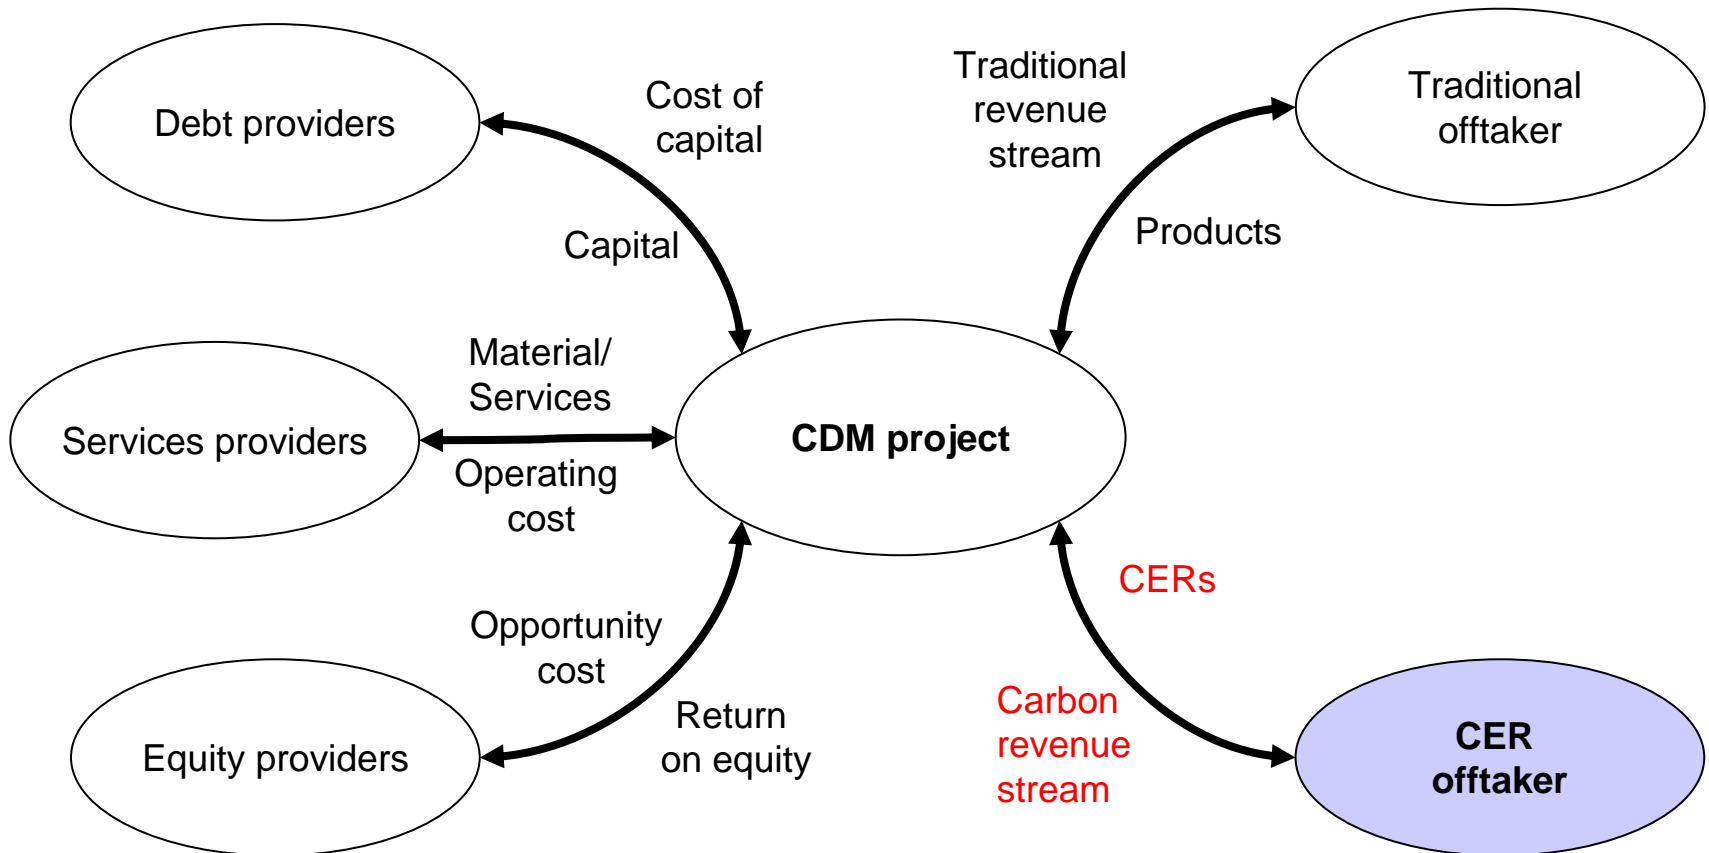 Debt providers
Cost of
capital
Capital
Traditional
revenue
stream
Products
Traditional
offtaker
Services providers
Material/
Services
Operating
cost
CDM project
Equity providers
Opportunity
cost
Return
on equity
CERs
Carbon
revenue
stream
CER
offtaker